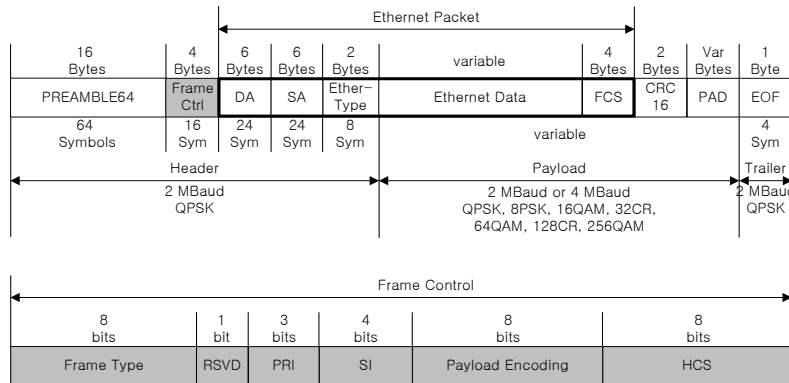 Ethernet Packet
16 Bytes 4 Bytes 6 Bytes 6 Bytes 2 Bytes variable 4 Bytes 2 Bytes Var Bytes 1 Byte
PREAMBLE64 Frame Ctrl DA SA Ether-Type Ethernet Data FCS CRC 16 PAD EOF
64 Symbols 16 Sym 24 Sym 24 Sym 8 Sym variable 4 Sym
Header Payload Trailer
2 MBaud 2 MBaud or 4 MBaud 2 MBaud
QPSK QPSK, 8PSK, 16QAM, 32CR, QPSK
64QAM, 128CR, 256QAM
Frame Control
8 bits 1 bit 3 bits 4 bits 8 bits 8 bits
Frame Type RSVD PRI SI Payload Encoding HCS